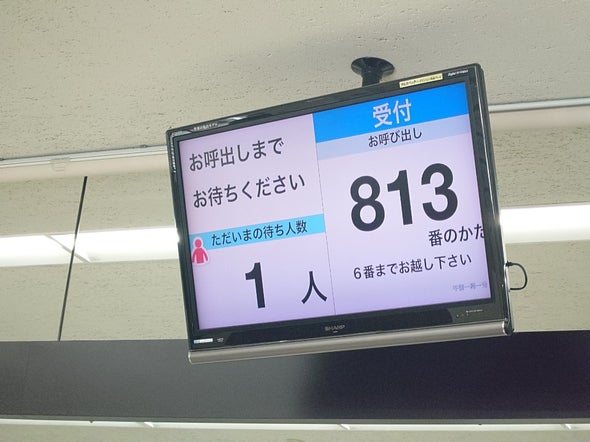 お呼出しまで
お待ちください
ただいまの待ち人数
1人
受付
お呼び出し
813
番のかた
6番までお越し下さい
SHARP